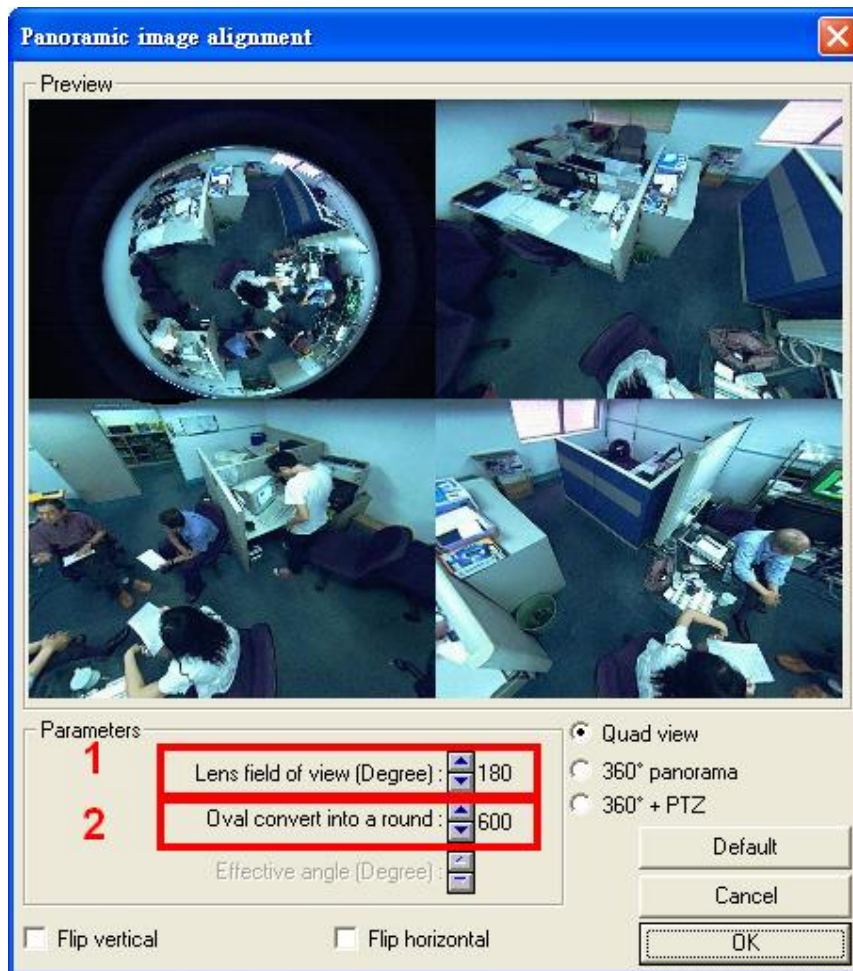 Panoramic image alignment
Preview
Parameters
1
Lens field of view (Degree) : 180
2
Oval convert into a round : 600
Effective angle (Degree) :
Quad view
360° panorama
360° + PTZ
Default
Cancel
OK
Flip vertical
Flip horizontal